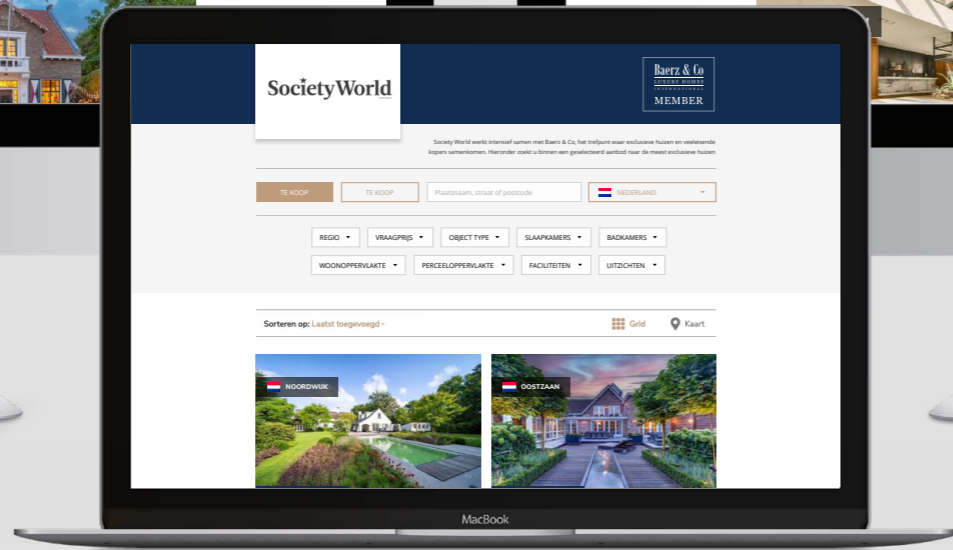 Society World
Baerz & Co
LUXURY HOMES
INTERNATIONAL
MEMBER
Society World werkt intensief samen met Baerz & Co, het trefpunt waar exclusieve huizen en veeleisende
kopers samenkomen. Hieronder zoekt u binnen een geselecteerd aanbod naar de meest exclusieve huizen
TE KOOP
TE KOOP
Plaatsnaam, straat of postcode
NEDERLAND
REGIO
VRAAGPRIJS
OBJECT TYPE
SLAAPKAMERS
BADKAMERS
WOONOPPERVLAKTE
PERCEELOPPERVLAKTE
FACILITEITEN
UITZICHTEN
Sorteren op: Laatst toegevoegd -
Grid
Kaart
NOORDWIJK
OOSTZAAN
MacBook